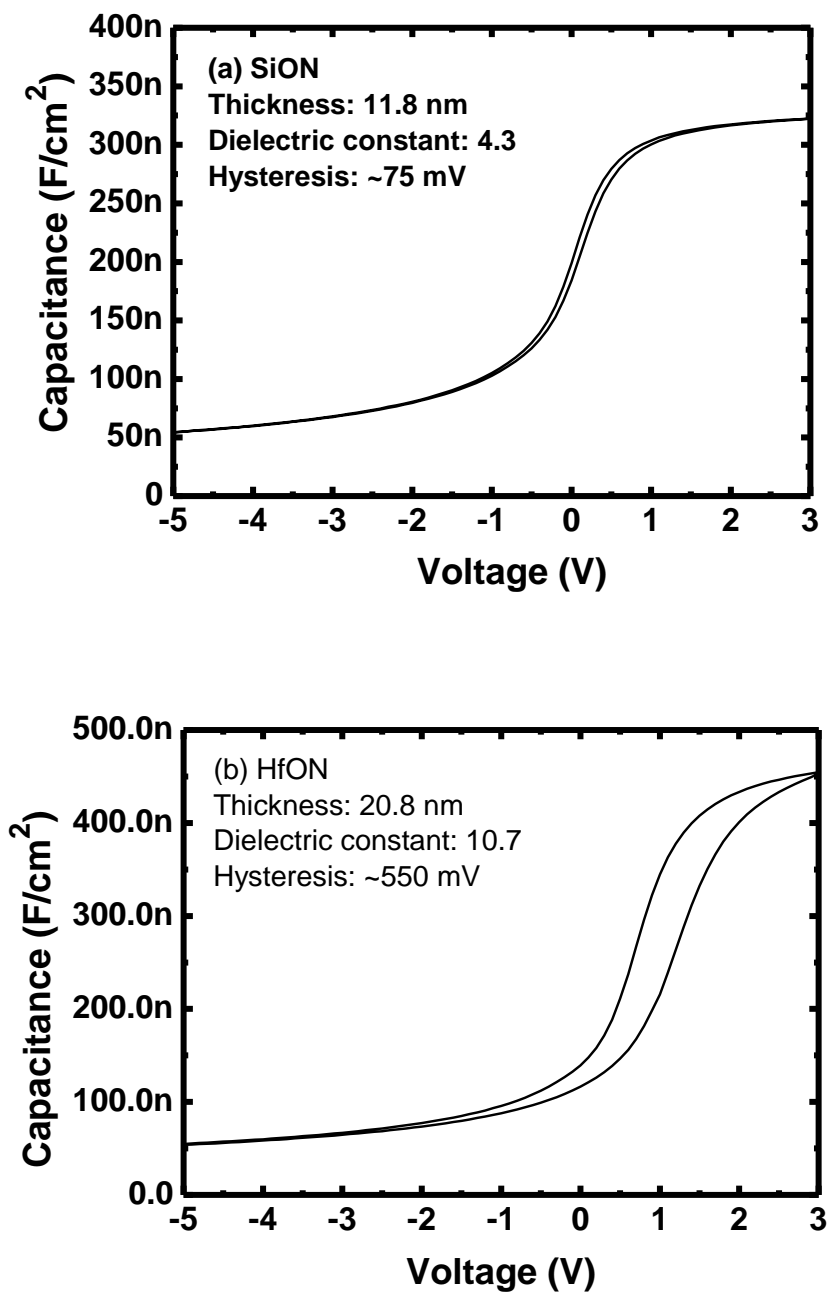 400n
350n
300n
250n
200n
150n
100n
50n
0
Capacitance (F/cm²)
(a) SiON
Thickness: 11.8 nm
Dielectric constant: 4.3
Hysteresis: ~75 mV
-5 -4 -3 -2 -1 0 1 2 3
Voltage (V)
500.0n
400.0n
300.0n
200.0n
100.0n
0.0
Capacitance (F/cm²)
(b) HfON
Thickness: 20.8 nm
Dielectric constant: 10.7
Hysteresis: ~550 mV
-5 -4 -3 -2 -1 0 1 2 3
Voltage (V)